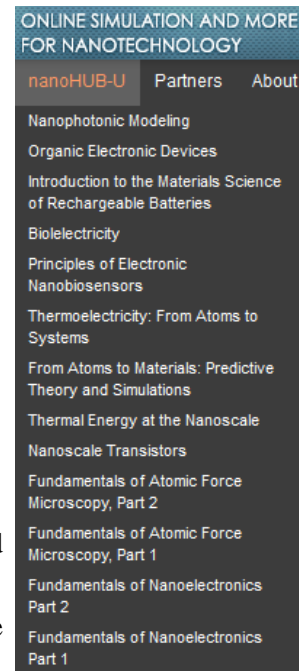 ONLINE SIMULATION AND MORE
FOR NANOTECHNOLOGY
nanoHUB-U Partners About
Nanophotonic Modeling
Organic Electronic Devices
Introduction to the Materials Science
of Rechargeable Batteries
Biolelectricity
Principles of Electronic
Nanobiosensors
Thermoelectricity: From Atoms to
Systems
From Atoms to Materials: Predictive
Theory and Simulations
Thermal Energy at the Nanoscale
Nanoscale Transistors
Fundamentals of Atomic Force
Microscopy, Part 2
Fundamentals of Atomic Force
Microscopy, Part 1
Fundamentals of Nanoelectronics
Part 2
Fundamentals of Nanoelectronics
Part 1